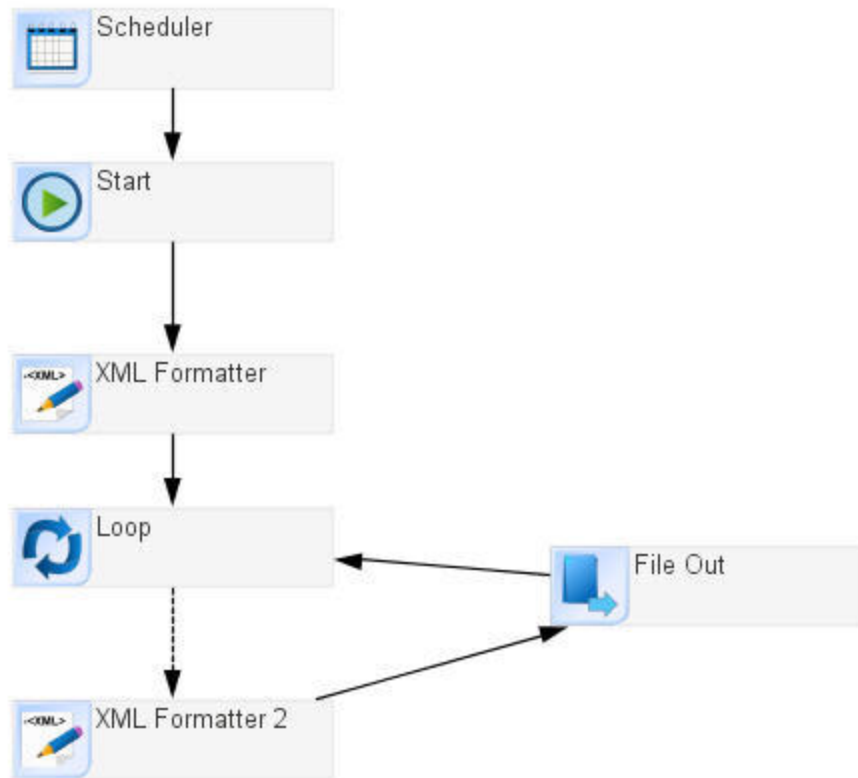 Scheduler
Start
<XML>
XML Formatter
Loop
File Out
<XML>
XML Formatter 2